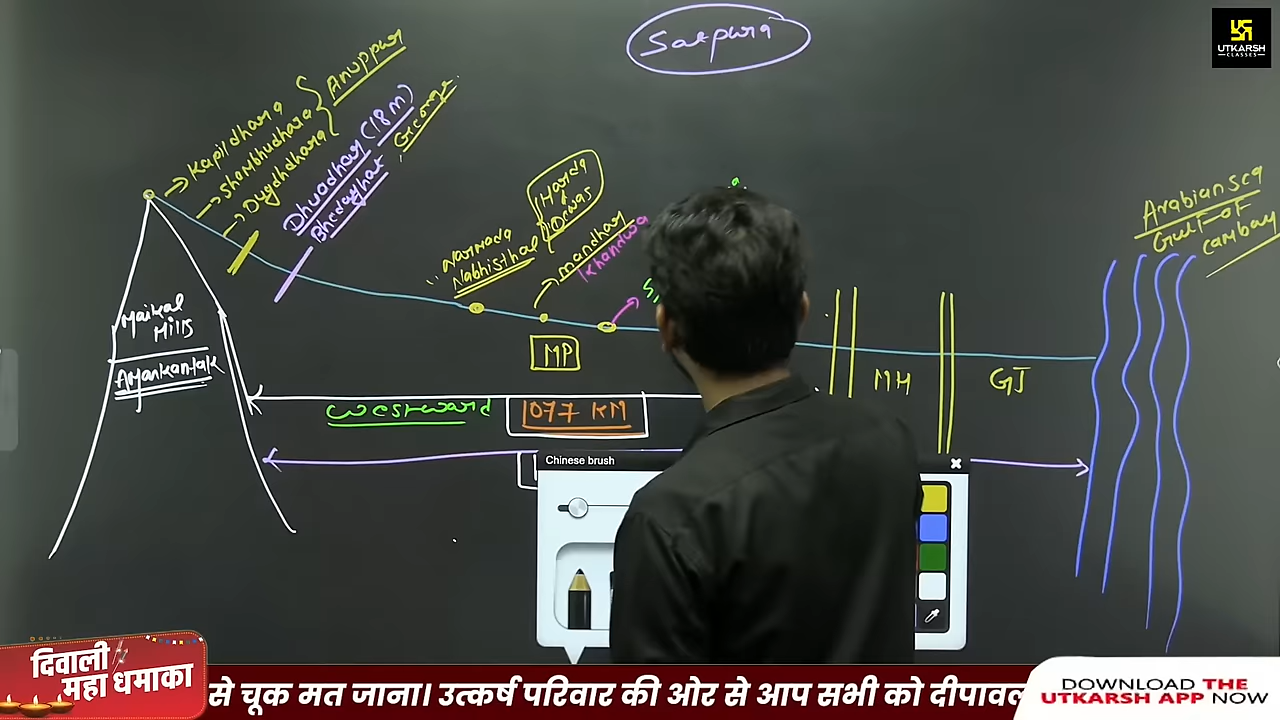 Satpura
UTKARSH
CLASSES
Kapildhara
Shambhudhara
Dugdhdhara
Anuppur
Dhuadhar (18m)
Bhedaghat
Gorge
Narmada
Nabhisthal
Harda
&
Dewas
mandhar
Khandwa
Arabian sea
Gulf of
cambay
Maikal
Hills
Amarkantak
MP
MH
GJ
westward
1077 KM
Chinese brush
दिवाली
महा धमाका
से चूक मत जाना। उत्कर्ष परिवार की ओर से आप सभी को दीपावल
DOWNLOAD THE
UTKARSH APP NOW